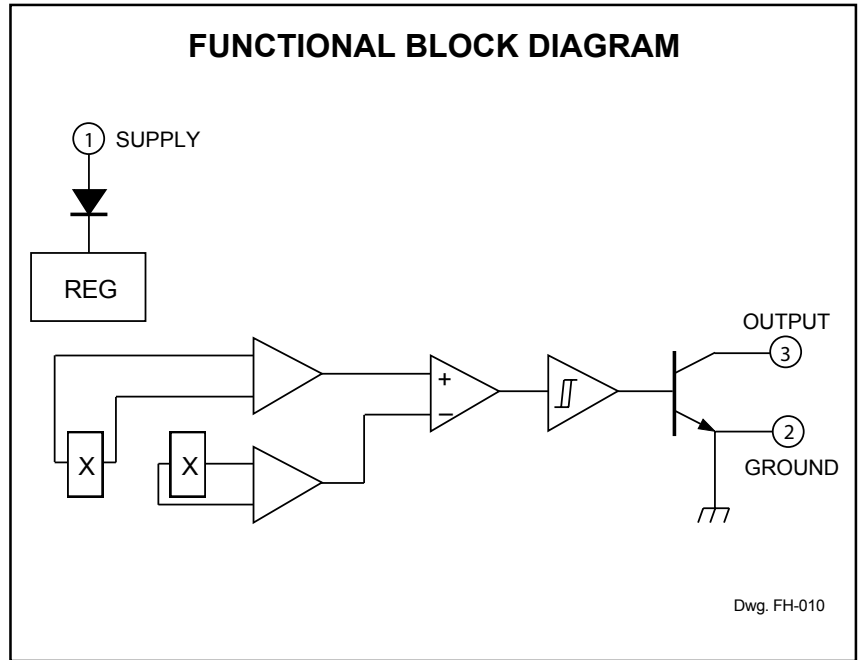 FUNCTIONAL BLOCK DIAGRAM
1 SUPPLY
REG
OUTPUT
3
X
X
+
−
2
GROUND
Dwg. FH-010